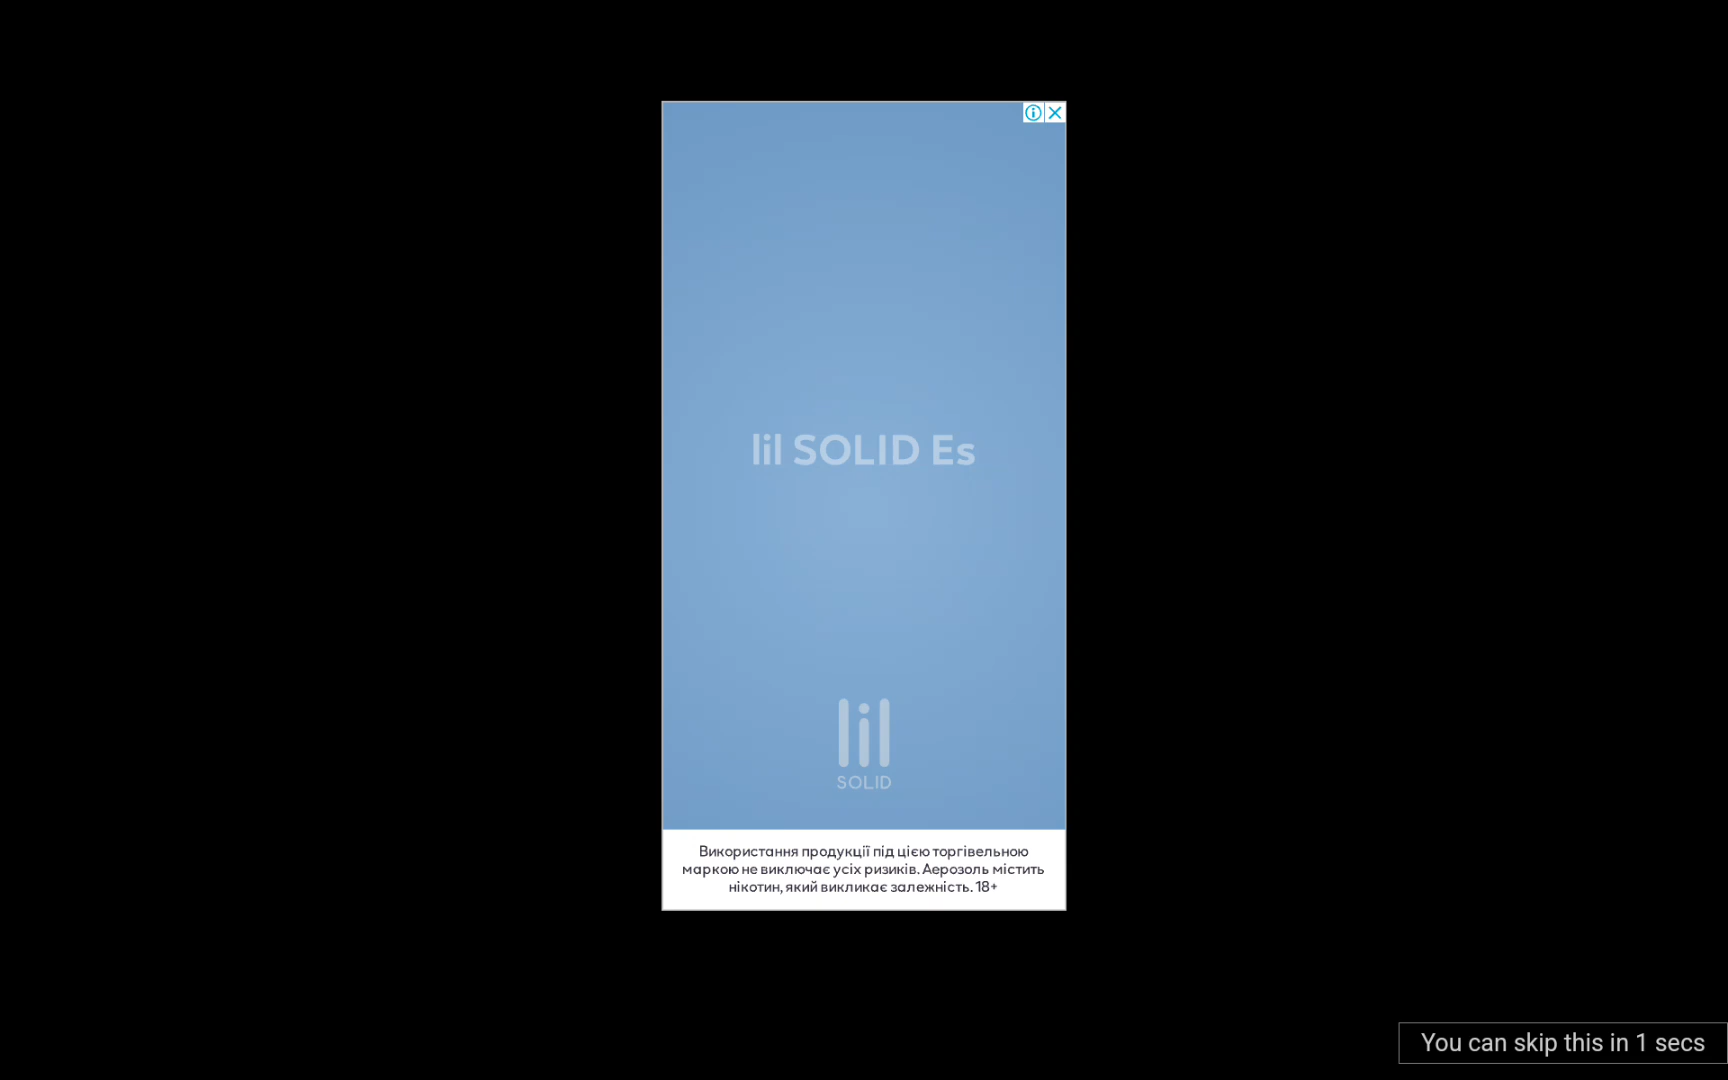 lil SOLID Es
lil
SOLID
Використання продукції під цією торгівельною
маркою не виключає усіх ризиків. Аерозоль містить
нікотин, який викликає залежність. 18+
You can skip this in 1 secs